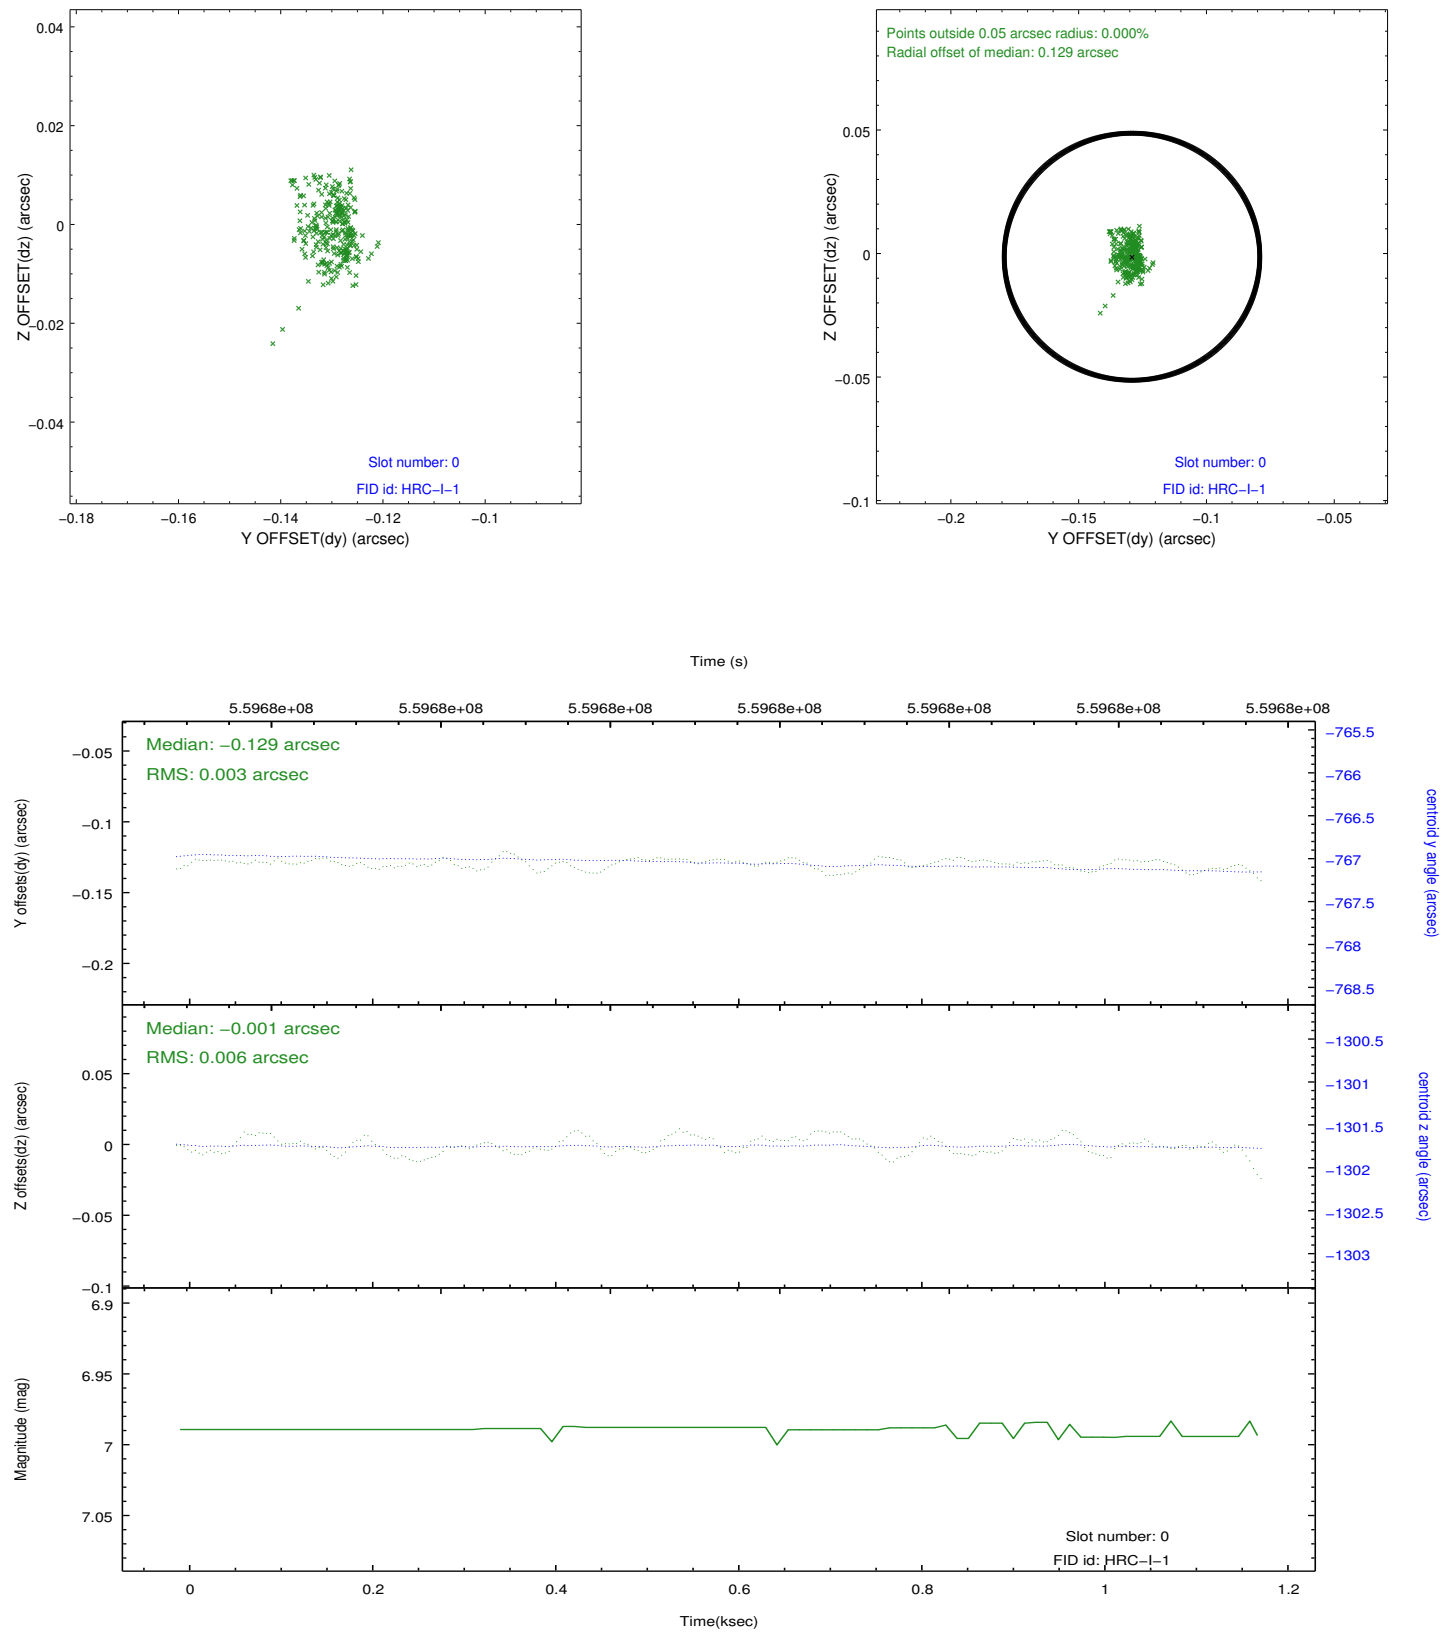 0.04
0.02
0
−0.02
−0.04
Z OFFSET(dz) (arcsec)
Slot number: 0
FID id: HRC−I−1
−0.18
−0.16
−0.14
−0.12
−0.1
Y OFFSET(dy) (arcsec)
Points outside 0.05 arcsec radius: 0.000%
Radial offset of median: 0.129 arcsec
0.05
0
−0.05
−0.1
Z OFFSET(dz) (arcsec)
Slot number: 0
FID id: HRC−I−1
−0.2
−0.15
−0.1
−0.05
Y OFFSET(dy) (arcsec)
Time (s)
5.5968e+08
5.5968e+08
5.5968e+08
5.5968e+08
5.5968e+08
5.5968e+08
5.5968e+08
Median: −0.129 arcsec
RMS: 0.003 arcsec
−0.05
−0.1
−0.15
−0.2
Y offsets(dy) (arcsec)
−765.5
−766
−766.5
−767
−767.5
−768
−768.5
centroid y angle (arcsec)
Median: −0.001 arcsec
RMS: 0.006 arcsec
0.05
0
−0.05
−0.1
Z offsets(dz) (arcsec)
−1300.5
−1301
−1301.5
−1302
−1302.5
−1303
centroid z angle (arcsec)
6.9
6.95
7
7.05
Magnitude (mag)
Slot number: 0
FID id: HRC−I−1
0
0.2
0.4
0.6
0.8
1
1.2
Time(ksec)